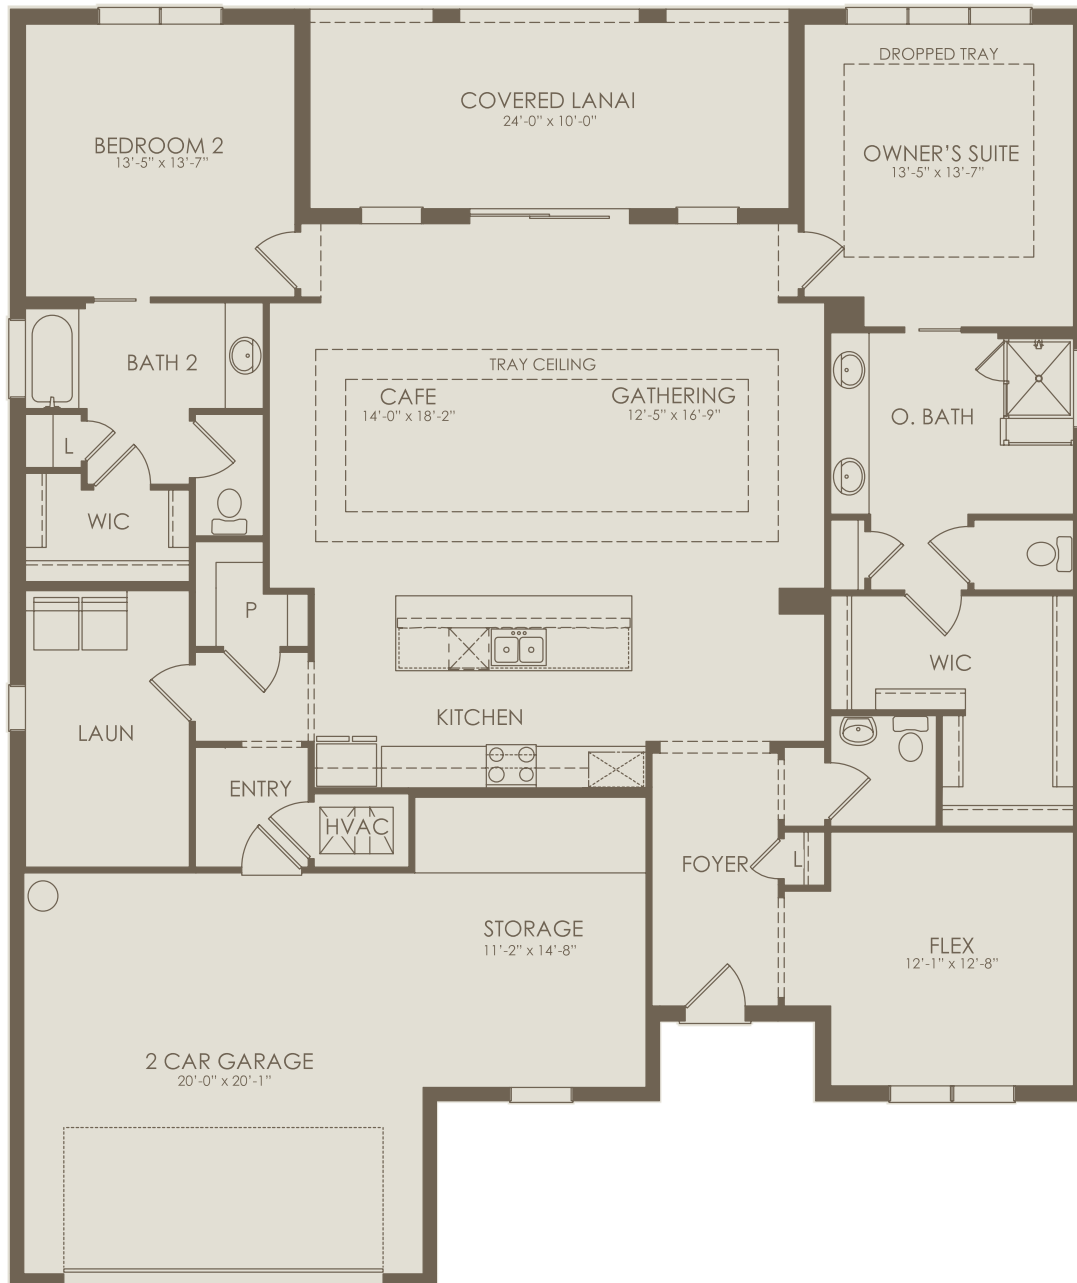 DROPPED TRAY
COVERED LANAI
24'-0" x 10'-0"
BEDROOM 2
13'-5" x 13'-7"
OWNER'S SUITE
13'-5" x 13'-7"
BATH 2
TRAY CEILING
CAFE
14'-0" x 18'-2"
GATHERING
12'-5" x 16'-9"
O. BATH
L
WIC
P
WIC
KITCHEN
LAUN
ENTRY
HVAC
FOYER
L
STORAGE
11'-2" x 14'-8"
FLEX
12'-1" x 12'-8"
2 CAR GARAGE
20'-0" x 20'-1"